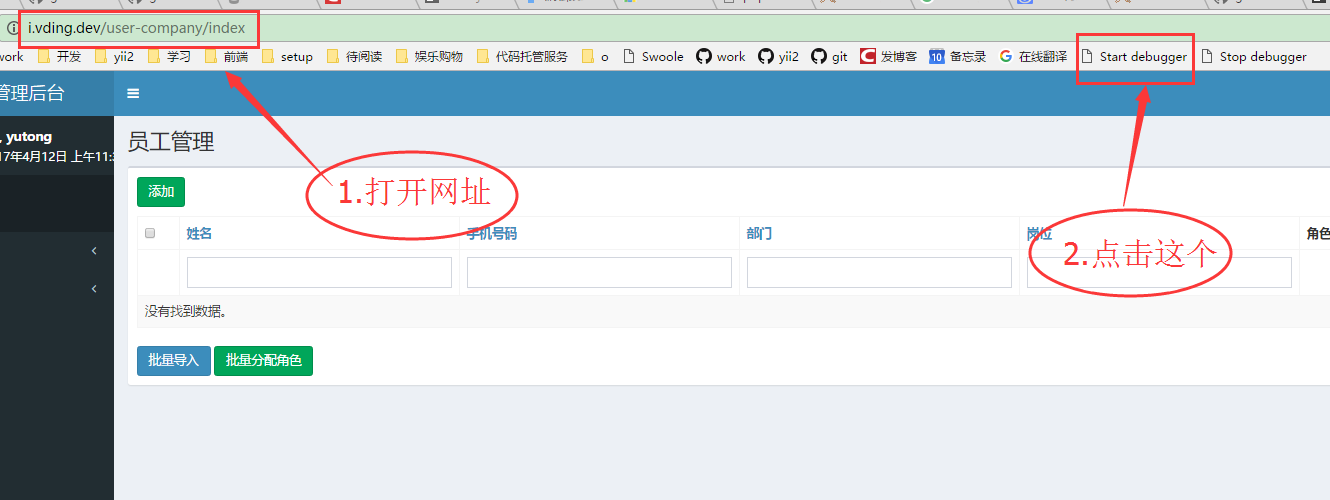 i.vding.dev/user-company/index
work 开发 yii2 学习 前端 setup 待阅读 娱乐购物 代码托管服务 o Swoole work yii2 git 发博客 10 备忘录 在线翻译 Start debugger Stop debugger
管理后台
, yutong
17年4月12日 上午11:
员工管理
添加
1.打开网址
姓名 手机号码 部门 岗位 角色
2.点击这个
没有找到数据。
批量导入 批量分配角色